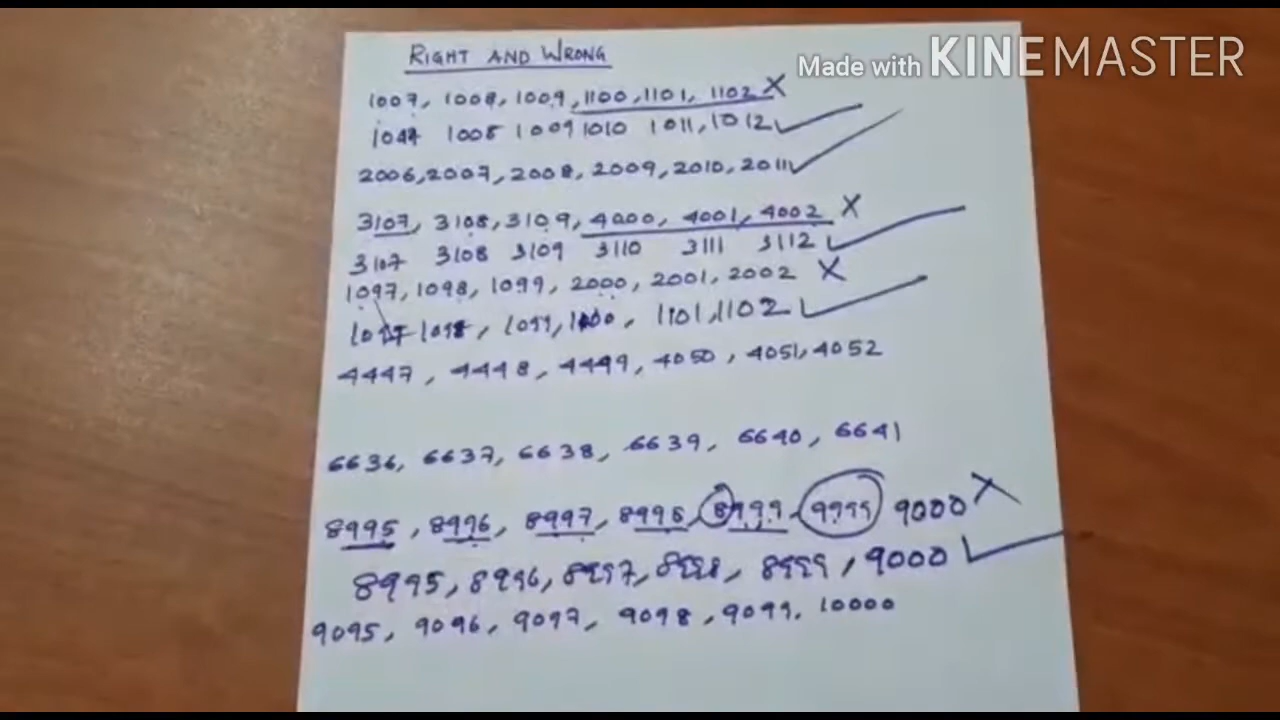 Made with KINEMASTER
RIGHT AND WRONG
1007, 1008, 1009, 1100, 1101, 1102 X
1007 1008 1009 1010 1011, 1012 ✓
2006, 2007, 2008, 2009, 2010, 2011 ✓
3107, 3108, 3109, 4000, 4001, 4002 X
3107 3108 3109 3110 3111 3112 ✓
1097, 1098, 1099, 2000, 2001, 2002 X
1098, 1099, 1101, 1102 ✓
4447, 4448, 4449, 4050, 4051, 4052
6636, 6637, 6638, 6639, 6640, 6641
8995, 8996, 8997, 8998, 8999, 9999 9000 X
8995, 8996, 8997, 8998, 8999, 9000 ✓
9095, 9096, 9097, 9098, 9099, 10000